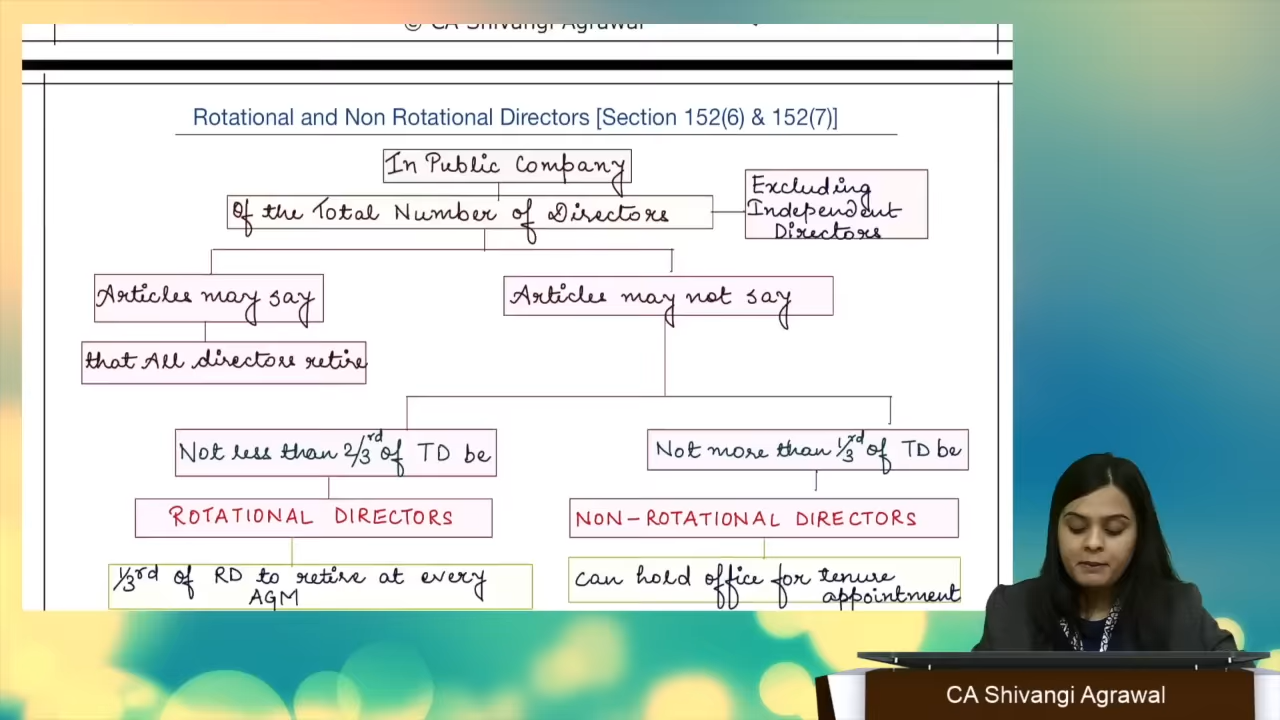 © CA Shivangi Agrawal
Rotational and Non Rotational Directors [Section 152(6) & 152(7)]
In Public Company
Of the Total Number of Directors
Excluding
Independent
Directors
Articles may say
Articles may not say
that All directors retire
Not less than 2/3rd of TD be
Not more than 1/3rd of TD be
ROTATIONAL DIRECTORS
NON-ROTATIONAL DIRECTORS
1/3rd of RD to retire at every
AGM
can hold office for tenure
appointment
CA Shivangi Agrawal